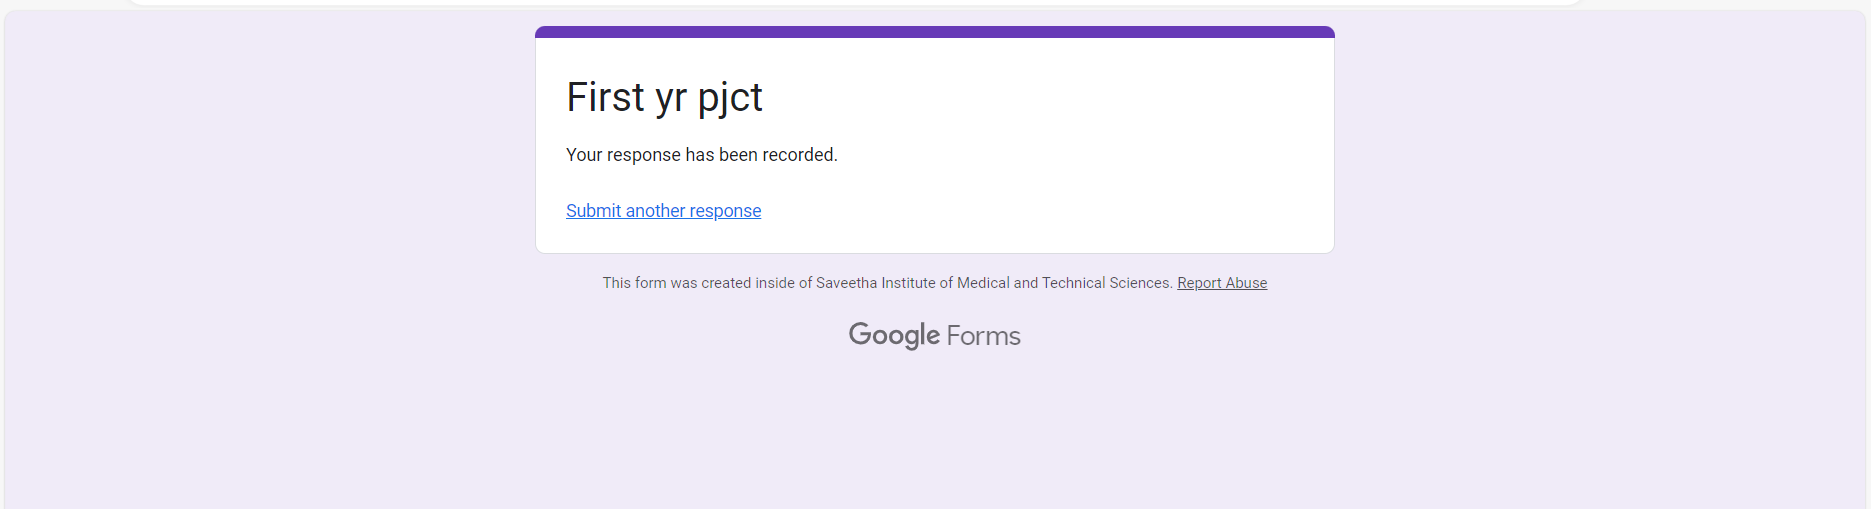 First yr pjct
Your response has been recorded.
Submit another response
This form was created inside of Saveetha Institute of Medical and Technical Sciences. Report Abuse
Google Forms